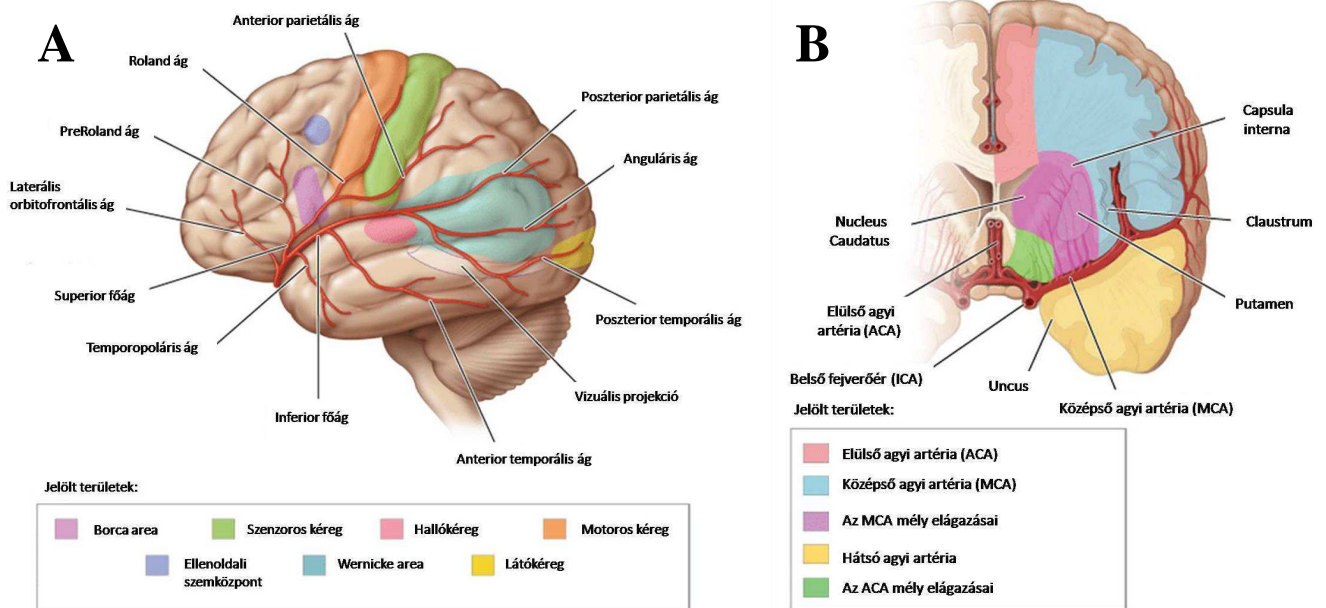 A
Anterior parietális ág
Roland ág
PreRoland ág
Laterális
orbitofrontális ág
Superior főág
Temporopoláris ág
Inferior főág
Anterior temporális ág
Vizuális projekció
Poszterior temporális ág
Anguláris ág
Poszterior parietális ág
Jelölt területek:
Borca area
Szenzoros kéreg
Hallókéreg
Motoros kéreg
Ellenoldali
szemközpont
Wernicke area
Látókéreg
B
Capsula
interna
Nucleus
Caudatus
Claustrum
Elülső agyi
artéria (ACA)
Putamen
Belső fejverőér (ICA)
Uncus
Középső agyi artéria (MCA)
Jelölt területek:
Elülső agyi artéria (ACA)
Középső agyi artéria (MCA)
Az MCA mély elágazásai
Hátsó agyi artéria
Az ACA mély elágazásai